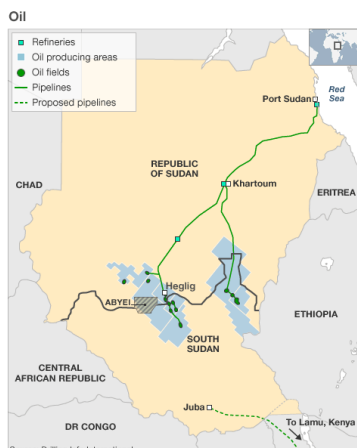 Oil
Refineries
Oil producing areas
Oil fields
Pipelines
Proposed pipelines
Port Sudan
Red
Sea
REPUBLIC
OF SUDAN
CHAD
Khartoum
ERITREA
Heglig
ABYEI
ETHIOPIA
SOUTH
SUDAN
CENTRAL
AFRICAN REPUBLIC
Juba
To Lamu, Kenya
DR CONGO